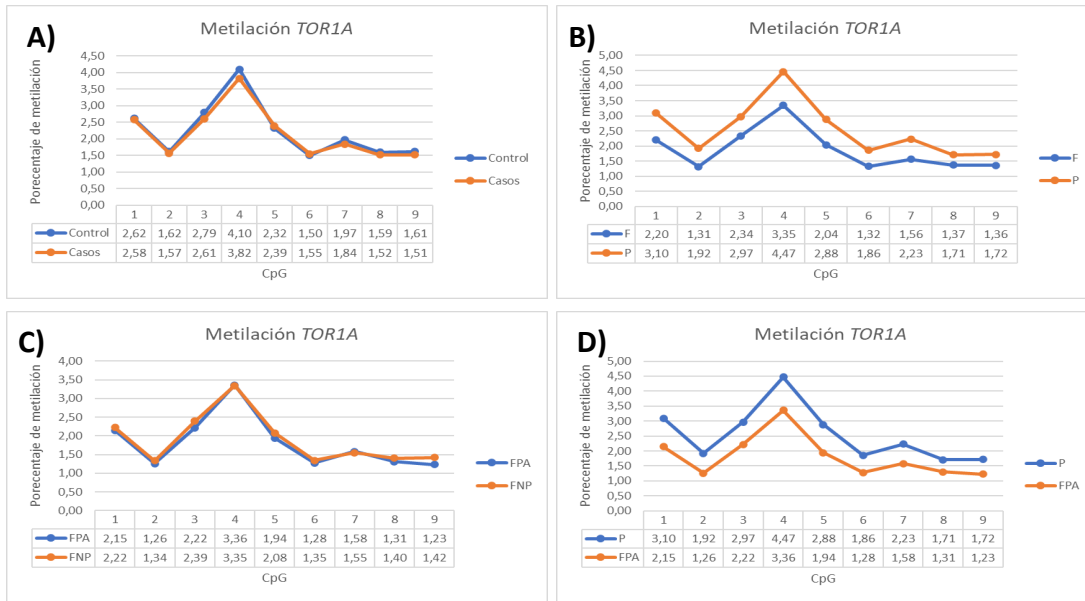 A)
Metilación TOR1A
Porecentaje de metilación
4,50
4,00
3,50
3,00
2,50
2,00
1,50
1,00
0,50
0,00
Control
Casos
1 2 3 4 5 6 7 8 9
Control 2,62 1,62 2,79 4,10 2,32 1,50 1,97 1,59 1,61
Casos 2,58 1,57 2,61 3,82 2,39 1,55 1,84 1,52 1,51
CpG
B)
Metilación TOR1A
Porecentaje de metilación
5,00
4,50
4,00
3,50
3,00
2,50
2,00
1,50
1,00
0,50
0,00
F
P
1 2 3 4 5 6 7 8 9
F 2,20 1,31 2,34 3,35 2,04 1,32 1,56 1,37 1,36
P 3,10 1,92 2,97 4,47 2,88 1,86 2,23 1,71 1,72
CpG
C)
Metilación TOR1A
Porecentaje de metilación
4,00
3,50
3,00
2,50
2,00
1,50
1,00
0,50
0,00
FPA
FNP
1 2 3 4 5 6 7 8 9
FPA 2,15 1,26 2,22 3,36 1,94 1,28 1,58 1,31 1,23
FNP 2,22 1,34 2,39 3,35 2,08 1,35 1,55 1,40 1,42
CpG
D)
Metilación TOR1A
Porecentaje de metilación
5,00
4,50
4,00
3,50
3,00
2,50
2,00
1,50
1,00
0,50
0,00
P
FPA
1 2 3 4 5 6 7 8 9
P 3,10 1,92 2,97 4,47 2,88 1,86 2,23 1,71 1,72
FPA 2,15 1,26 2,22 3,36 1,94 1,28 1,58 1,31 1,23
CpG